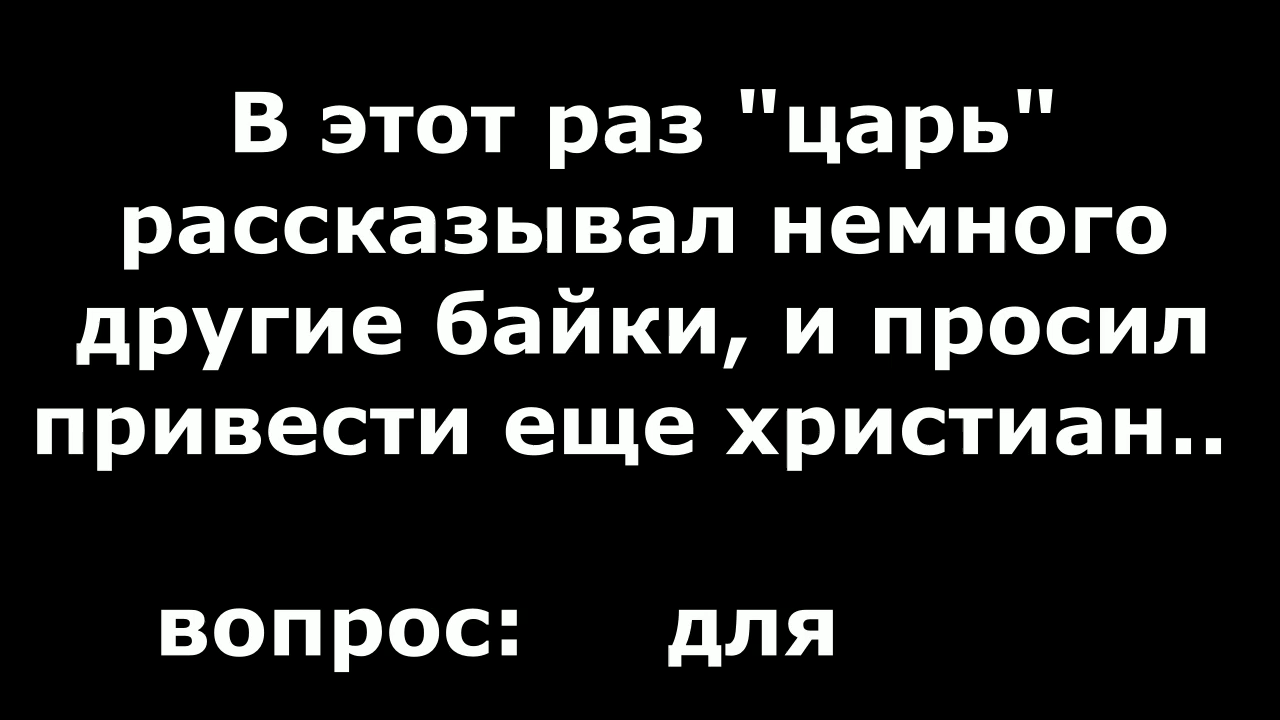 В этот раз "царь"
рассказывал немного
другие байки, и просил
привести еще христиан..
вопрос: для